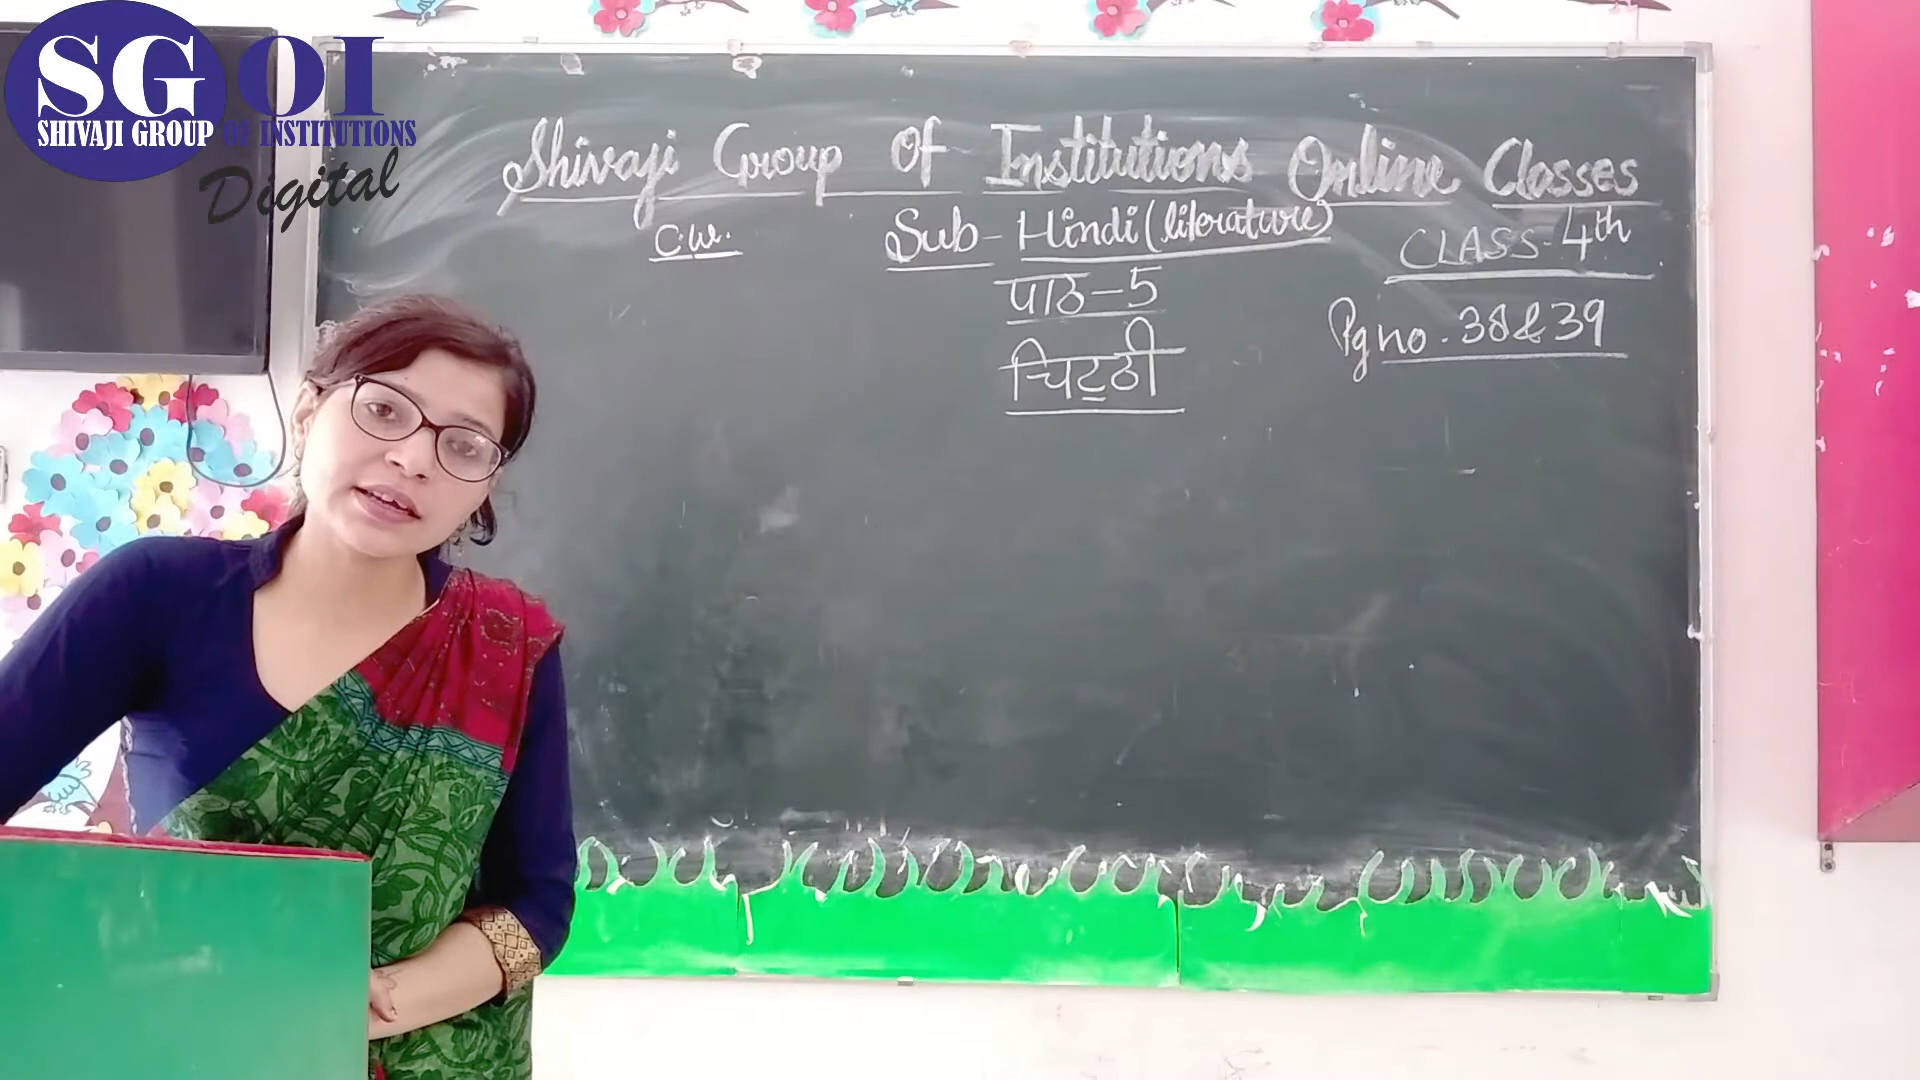 SGOI
SHIVAJI GROUP OF INSTITUTIONS
Digital
Shivaji Group Of Institutions Online Classes
C.W. Sub - Hindi (literature) CLASS - 4th
पाठ - 5
Pg no. 38 & 39
चिट्ठी